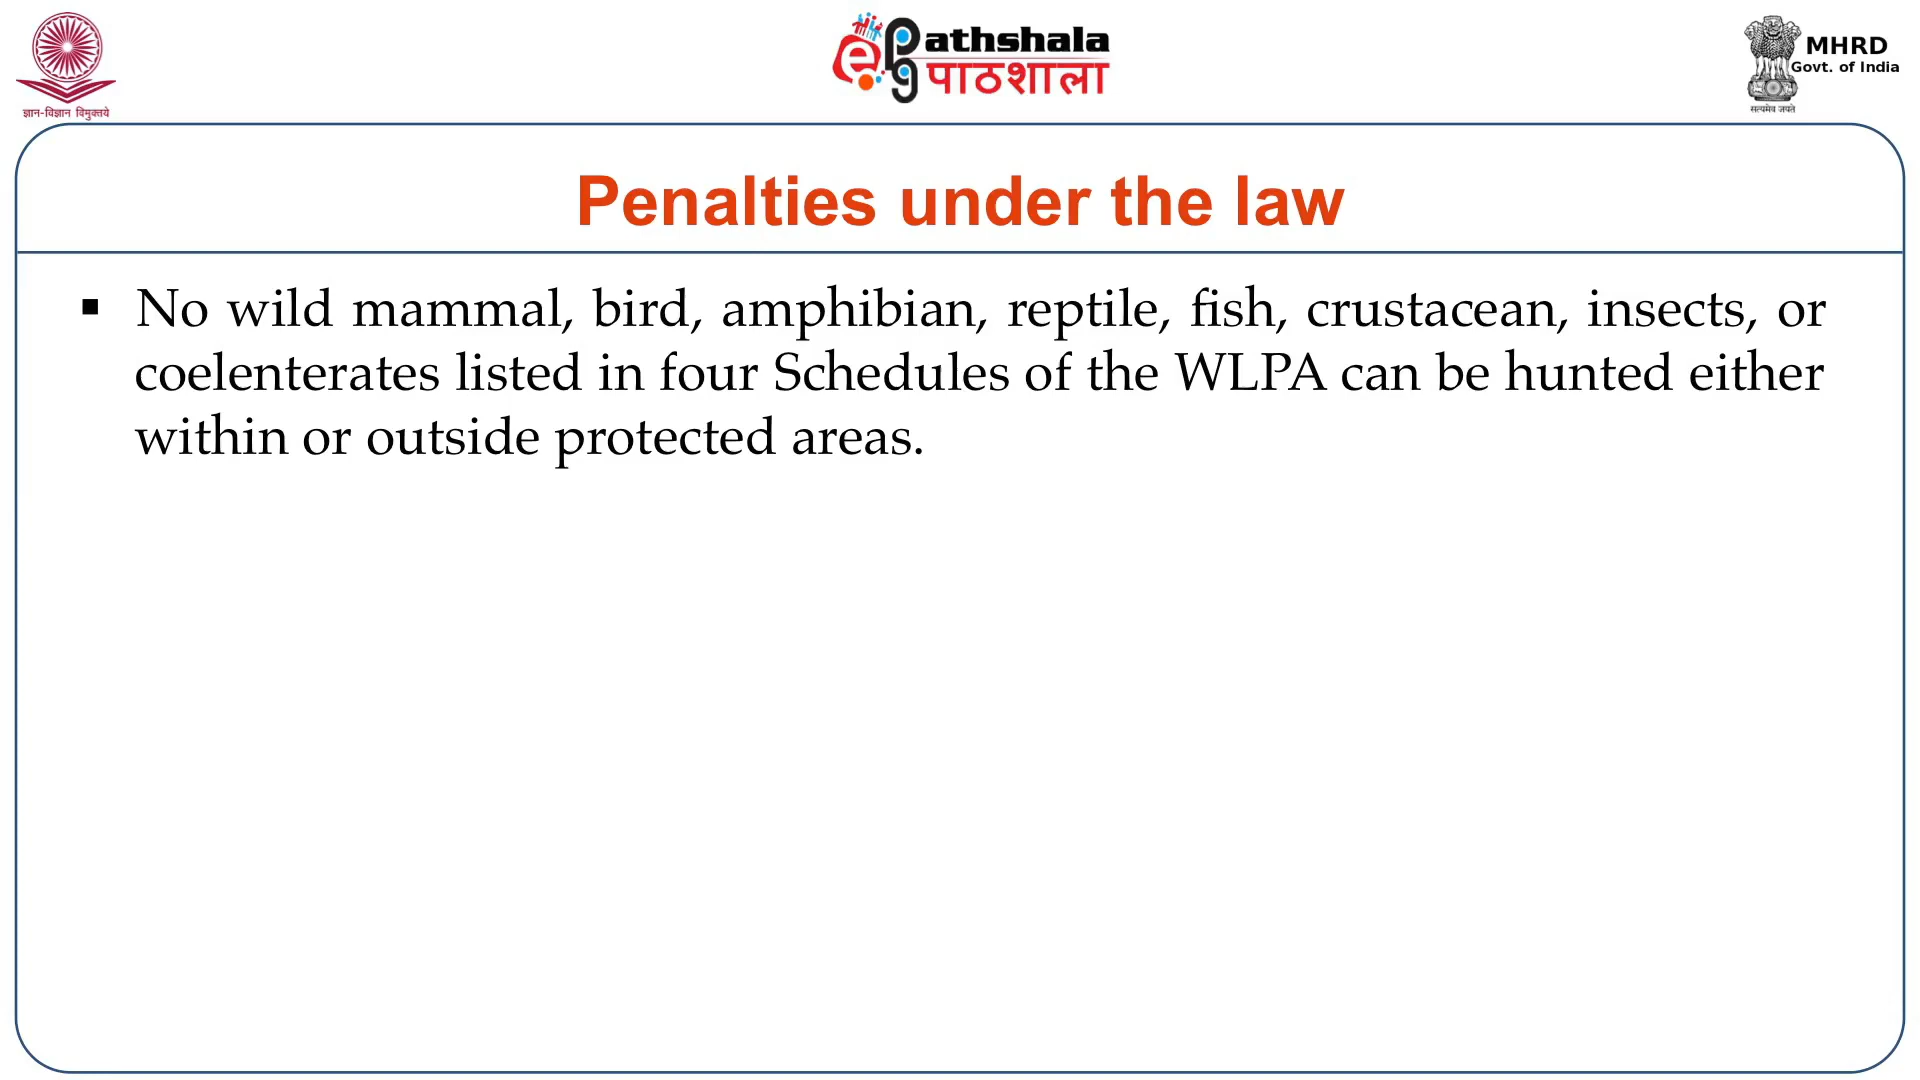 ज्ञान-विज्ञान विमुक्तये
e PG Pathshala
पाठशाला
MHRD
Govt. of India
सत्यमेव जयते
Penalties under the law
▪ No wild mammal, bird, amphibian, reptile, fish, crustacean, insects, or
coelenterates listed in four Schedules of the WLPA can be hunted either
within or outside protected areas.